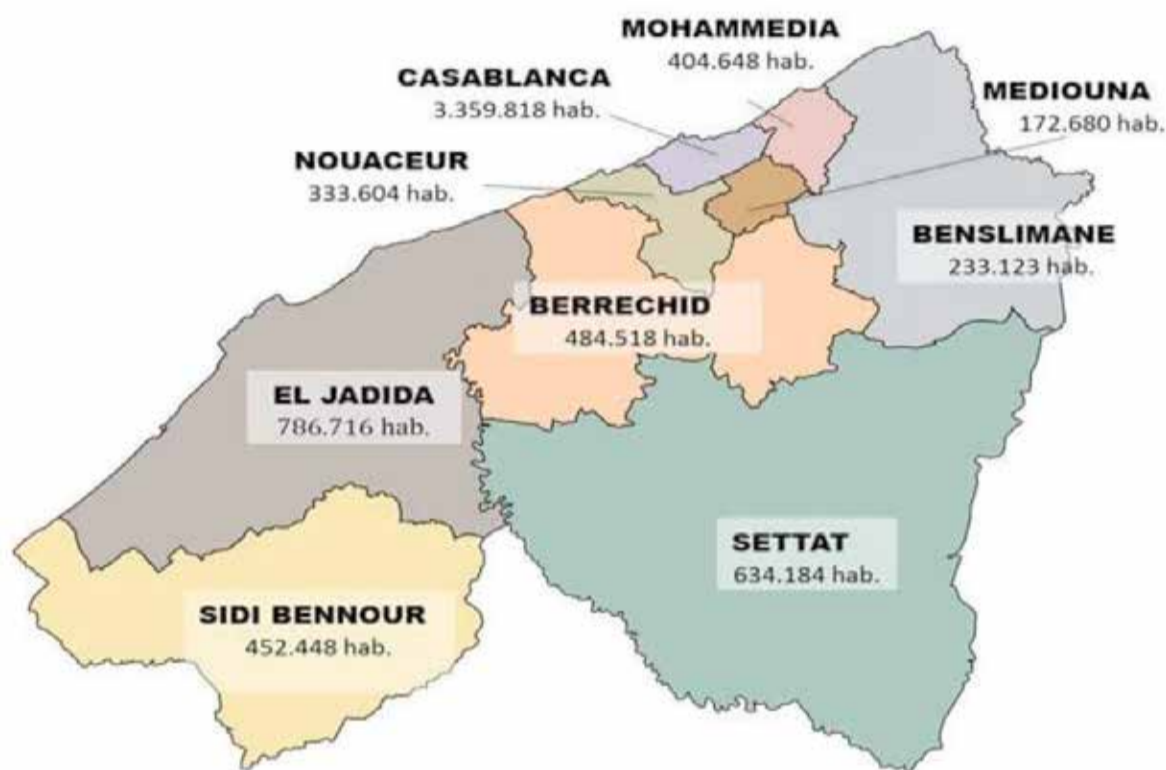 MOHAMMEDIA
404.648 hab.
CASABLANCA
3.359.818 hab.
MEDIOUNA
172.680 hab.
NOUACEUR
333.604 hab.
BENSLIMANE
233.123 hab.
BERRECHID
484.518 hab.
EL JADIDA
786.716 hab.
SETTAT
634.184 hab.
SIDI BENNOUR
452.448 hab.